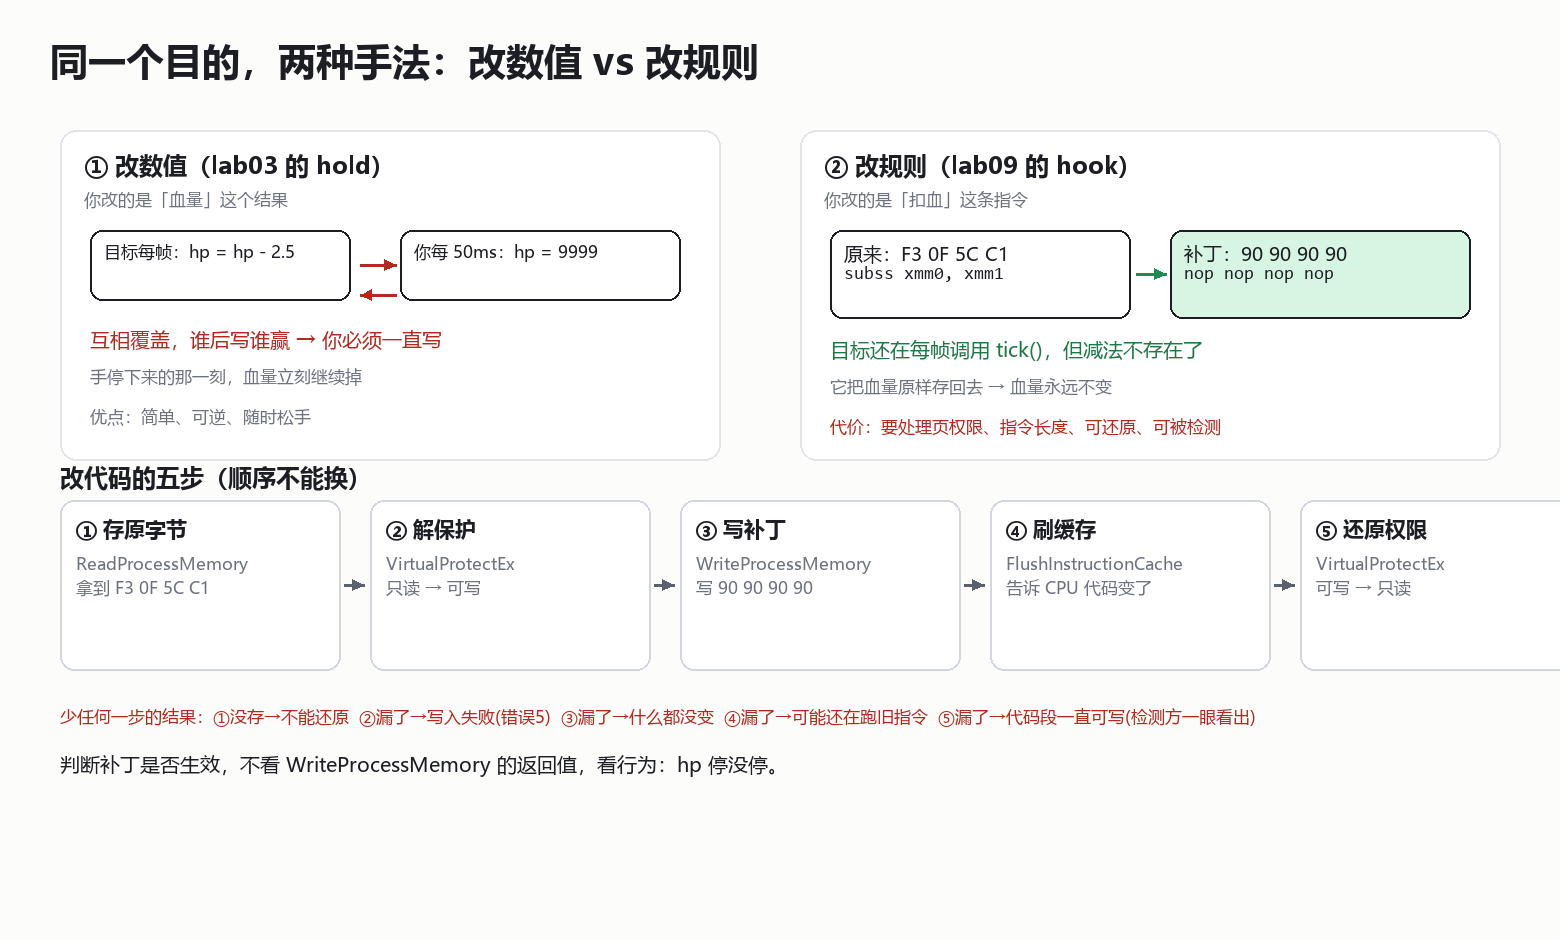 同一个目的，两种手法：改数值 vs 改规则
① 改数值（lab03 的 hold）
你改的是「血量」这个结果
目标每帧：hp = hp - 2.5
你每 50ms：hp = 9999
互相覆盖，谁后写谁赢 → 你必须一直写
手停下来的那一刻，血量立刻继续掉
优点：简单、可逆、随时松手
② 改规则（lab09 的 hook）
你改的是「扣血」这条指令
原来：F3 0F 5C C1
subss xmm0, xmm1
补丁：90 90 90 90
nop nop nop nop
目标还在每帧调用 tick()，但减法不存在了
它把血量原样存回去 → 血量永远不变
代价：要处理页权限、指令长度、可还原、可被检测
改代码的五步（顺序不能换）
① 存原字节
ReadProcessMemory
拿到 F3 0F 5C C1
② 解保护
VirtualProtectEx
只读 → 可写
③ 写补丁
WriteProcessMemory
写 90 90 90 90
④ 刷缓存
FlushInstructionCache
告诉 CPU 代码变了
⑤ 还原权限
VirtualProtectEx
可写 → 只读
少任何一步的结果：①没存→不能还原 ②漏了→写入失败(错误5) ③漏了→什么都没变 ④漏了→可能还在跑旧指令 ⑤漏了→代码段一直可写(检测方一眼看出)
判断补丁是否生效，不看 WriteProcessMemory 的返回值，看行为：hp 停没停。